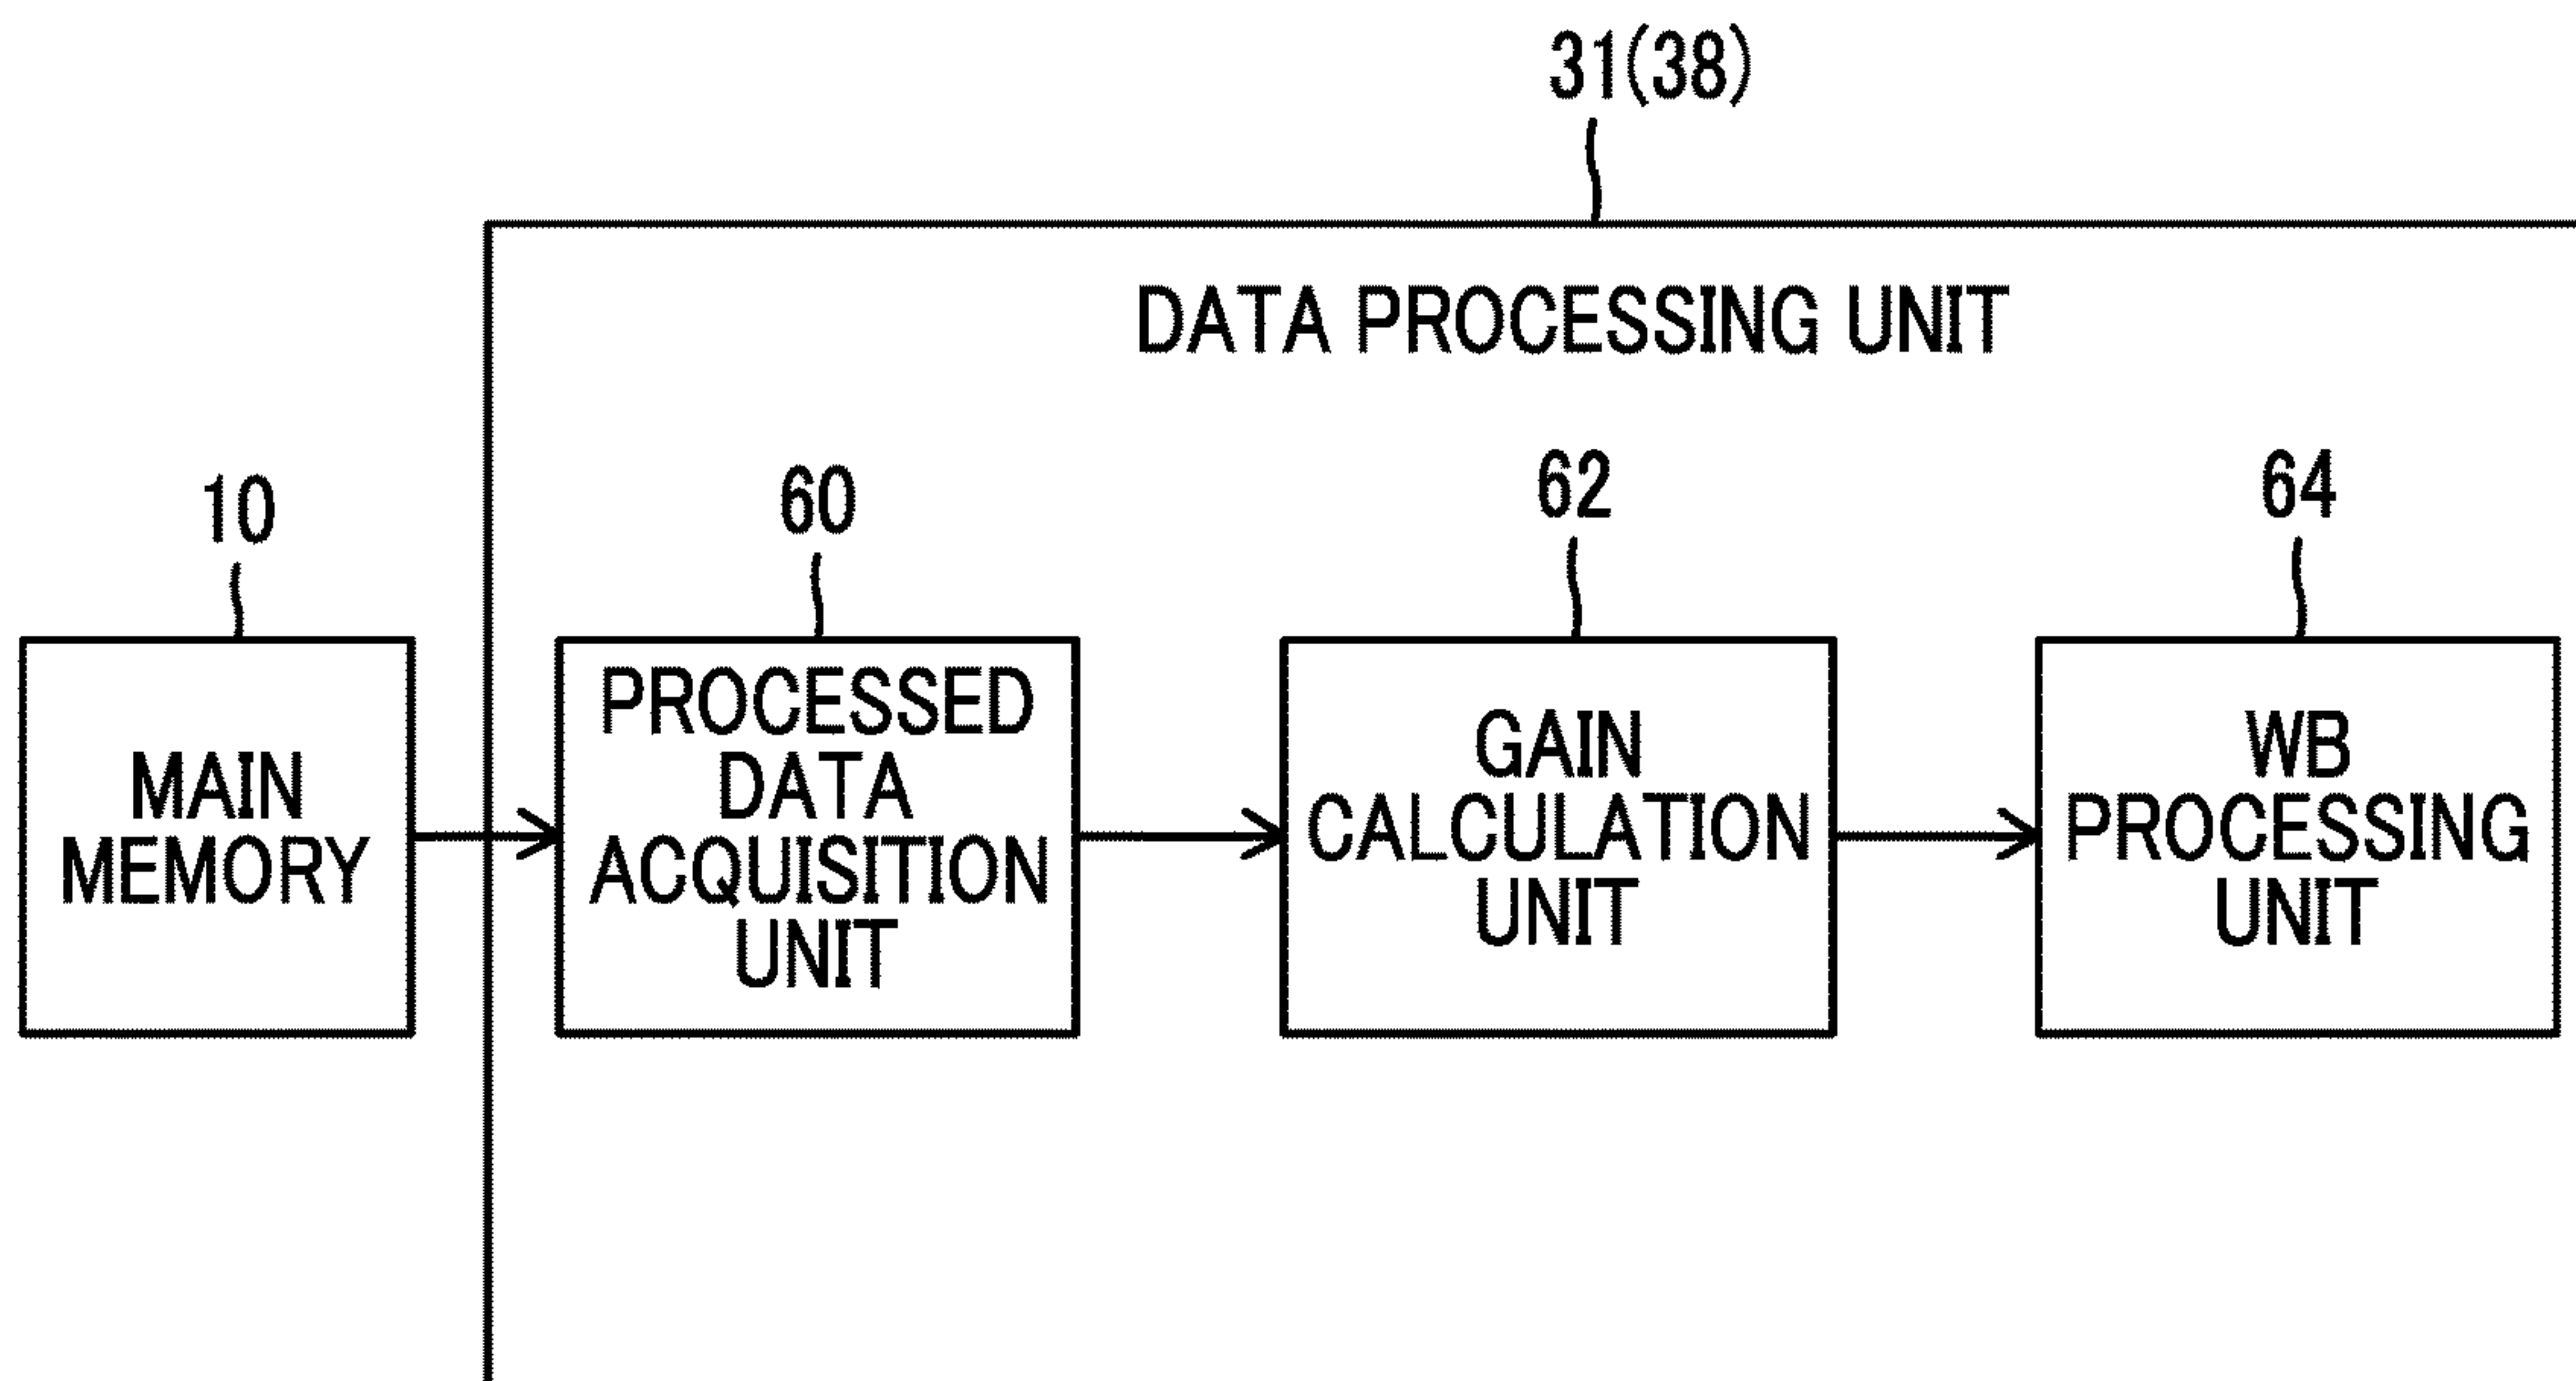 31(38)
DATA PROCESSING UNIT
10
60
62
64
MAIN
MEMORY
PROCESSED
DATA
ACQUISITION
UNIT
GAIN
CALCULATION
UNIT
WB
PROCESSING
UNIT